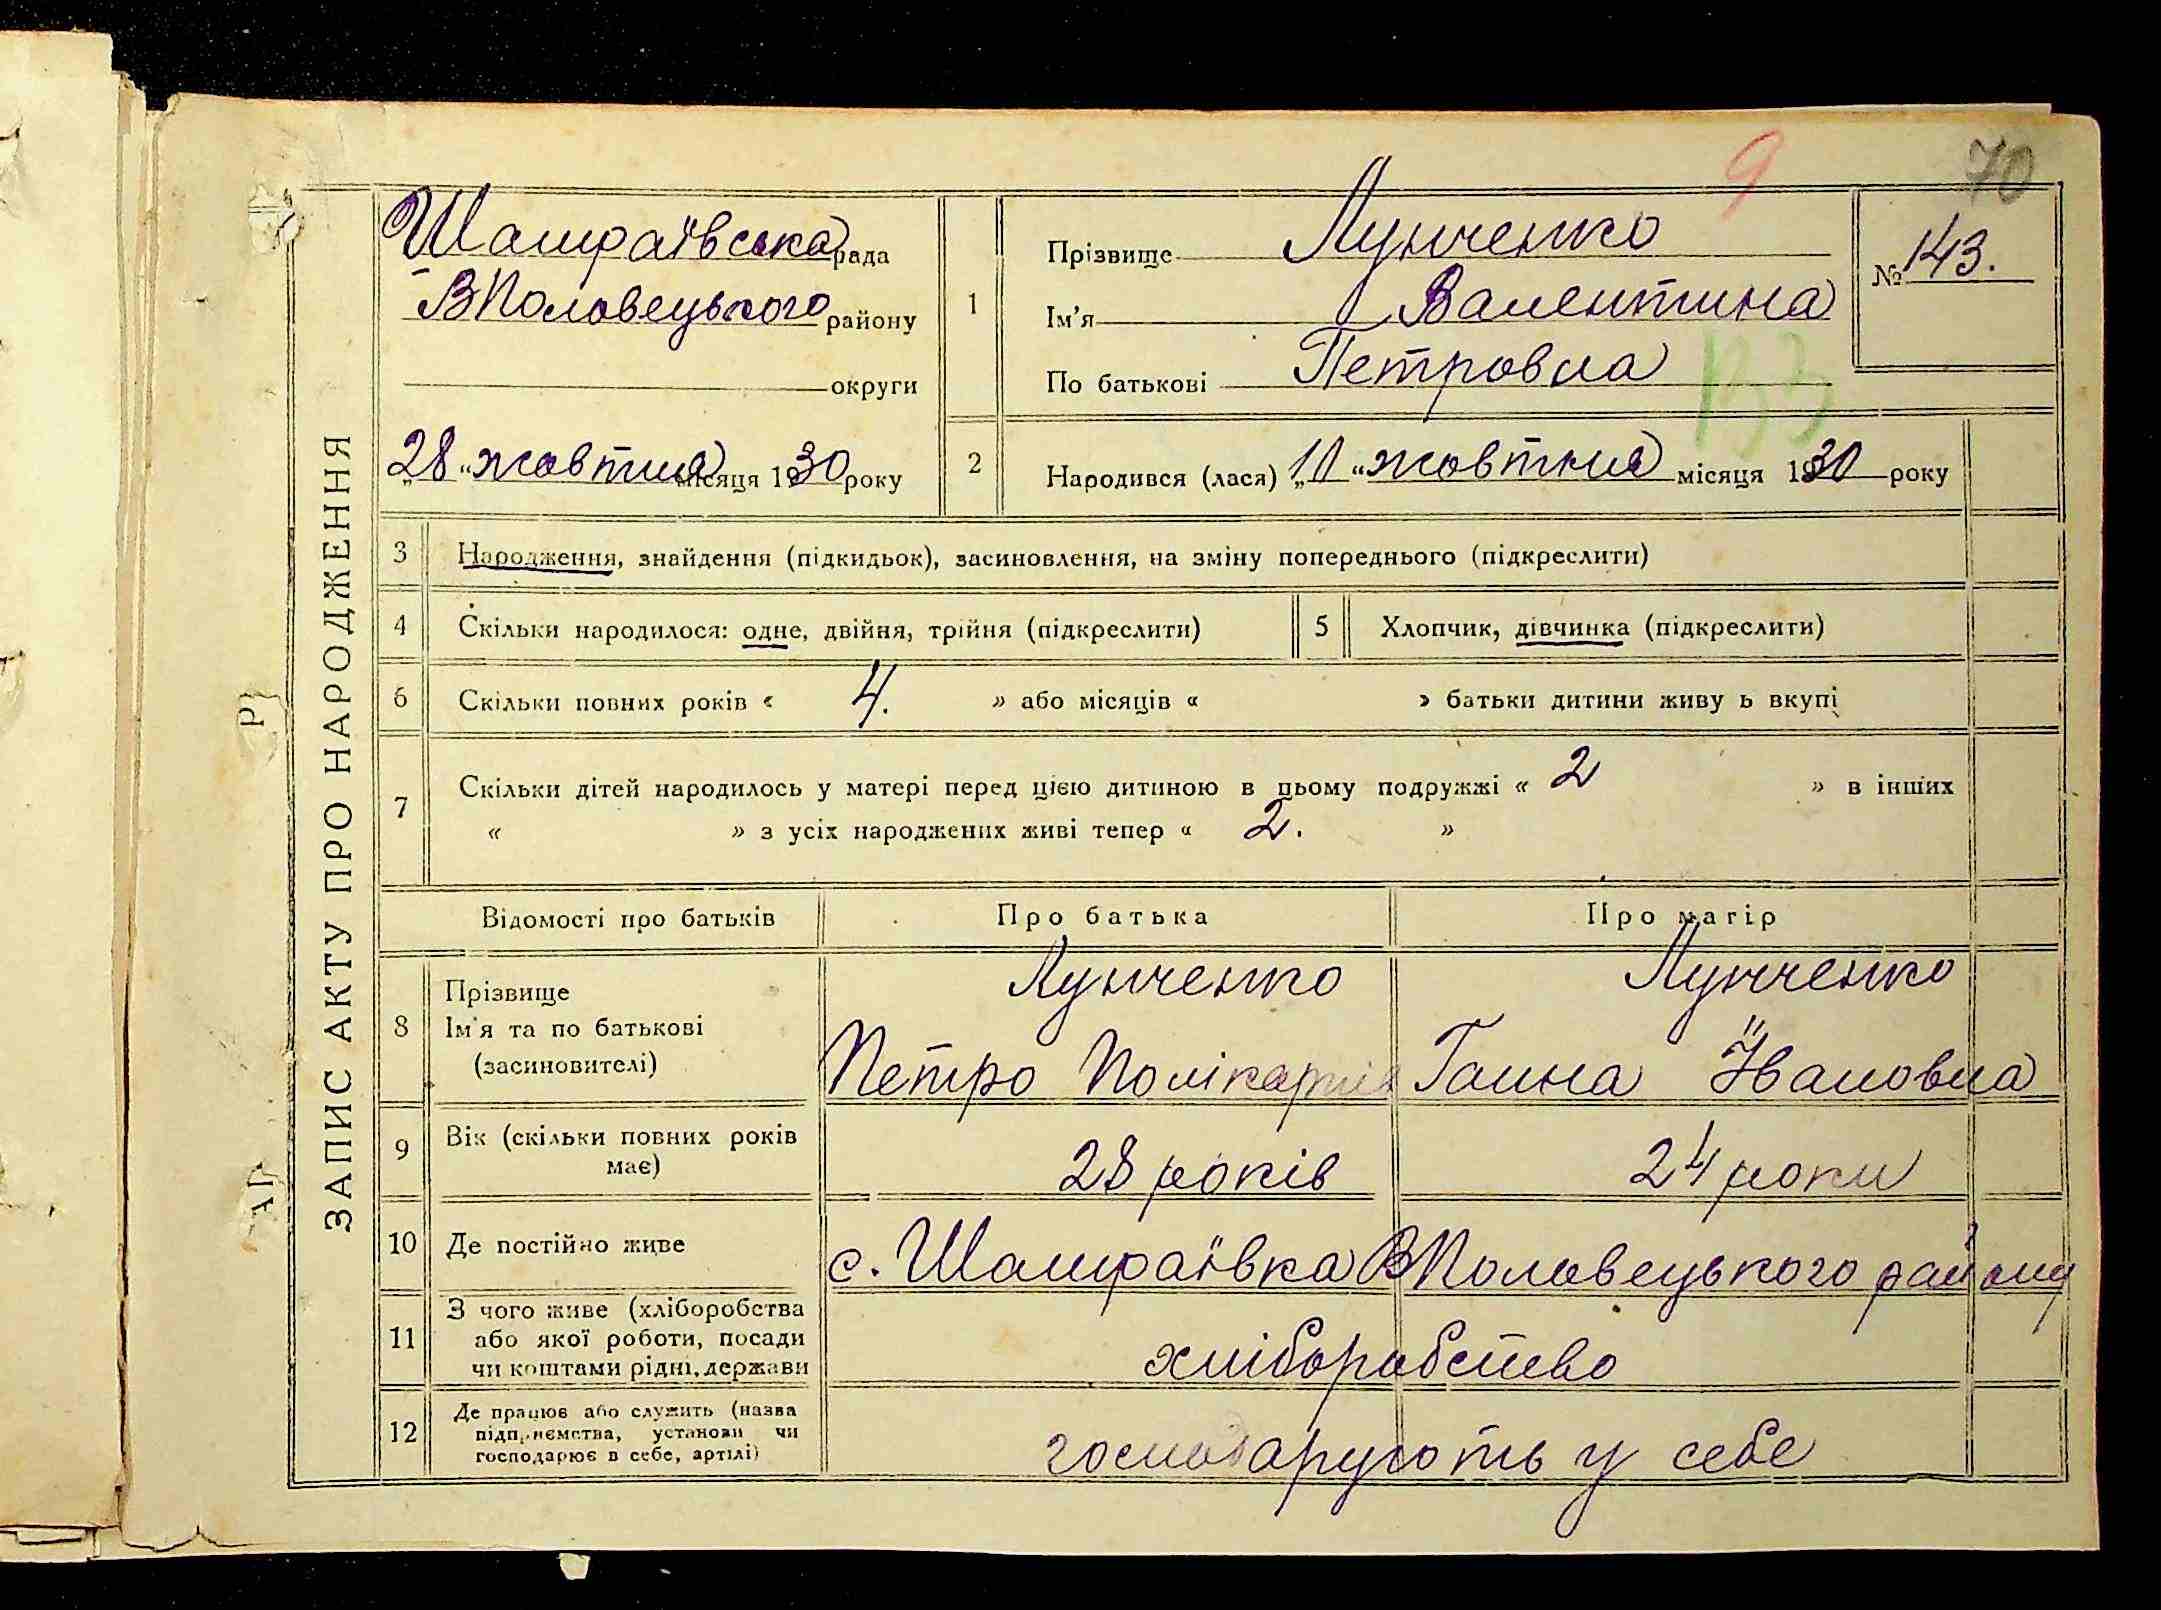 9
70
ЗАПИС АКТУ ПРО НАРОДЖЕННЯ
Шамраївська рада
ВПоловецького району
округи
„28“ жовтня місяця 1930 року
1
Прізвище Лунченко
Ім'я Валентина
По батькові Петровна
№ 143.
133
2
Народився (лася) „10“ жовтня місяця 1930 року
3 Народження, знайдення (підкидьок), засиновлення, на зміну попереднього (підкреслити)
4 Скільки народилося: одне, двійня, трійня (підкреслити) 5 Хлопчик, дівчинка (підкреслити)
6 Скільки повних років « 4. » або місяців « » батьки дитини живу ь вкупі
7 Скільки дітей народилось у матері перед цією дитиною в цьому подружжі « 2 » в інших
« » з усіх народжених живі тепер « 2. »
Відомості про батьків Про батька Про матір
8 Прізвище
Ім'я та по батькові
(засиновителі)
Лунченко
Петро Полікарпів
Лунченко
Ганна Йвановна
9 Вік (скільки повних років
має)
28 років 24 роки
10 Де постійно живе с. Шамраївка ВПоловецького району
11 З чого живе (хліборобства
або якої роботи, посади
чи коштами рідні, держави
хліборобство
12 Де працює або служить (назва
підприємства, установи чи
господарює в себе, артілі)
господарують у себе